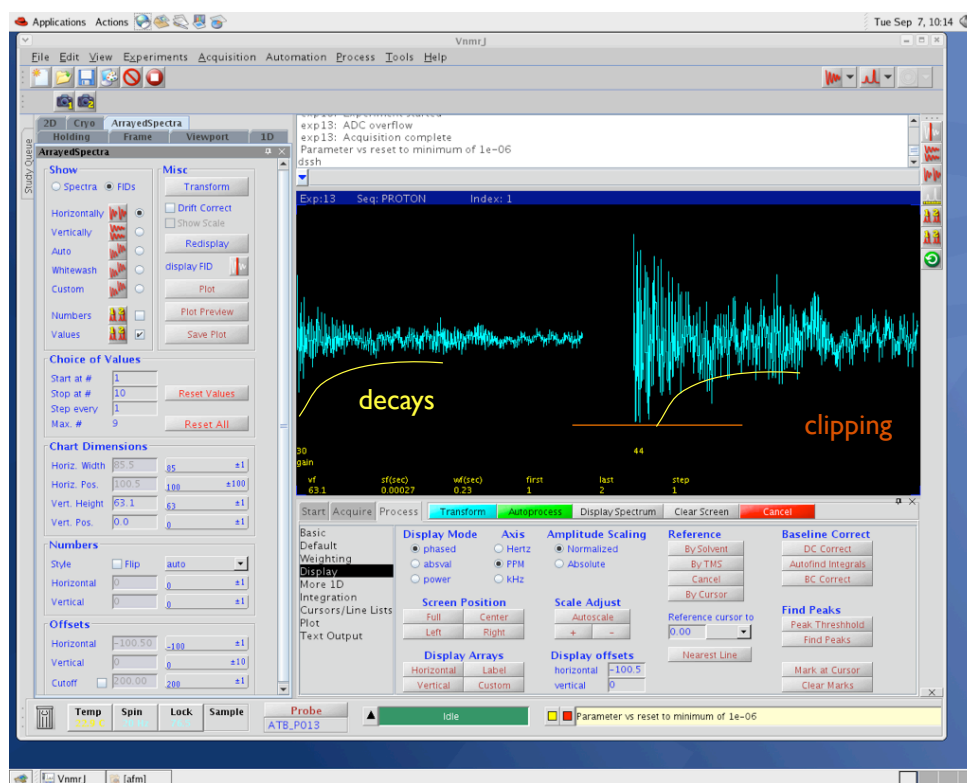 Applications Actions
Tue Sep 7, 10:14
VnmrJ
File Edit View Experiments Acquisition Automation Process Tools Help
Study Queue
2D Cryo ArrayedSpectra
Holding Frame Viewport 1D
ArrayedSpectra
Show
Spectra FIDs
Horizontally
Vertically
Auto
Whitewash
Custom
Numbers
Values
Misc
Transform
Drift Correct
Show Scale
Redisplay
display FID
Plot
Plot Preview
Save Plot
Choice of Values
Start at # 1
Stop at # 10 Reset Values
Step every 1
Max. # 9 Reset All
Chart Dimensions
Horiz. Width 85.5 85 ±1
Horiz. Pos. 100.5 100 ±100
Vert. Height 63.1 63 ±1
Vert. Pos. 0.0 0 ±1
Numbers
Style Flip auto
Horizontal 0 0 ±1
Vertical 0 0 ±1
Offsets
Horizontal -100.50 -100 ±1
Vertical 0 0 ±10
Cutoff 200.00 200 ±1
exp13: ADC overflow
exp13: Acquisition complete
Parameter vs reset to minimum of 1e-06
dssh
Exp:13 Seq: PROTON Index: 1
decays
clipping
30 44
gain
vf sf(sec) wf(sec) first last step
63.1 0.00027 0.23 1 2 1
Start Acquire Process Transform Autoprocess Display Spectrum Clear Screen Cancel
Basic
Default
Weighting
Display
More 1D
Integration
Cursors/Line Lists
Plot
Text Output
Display Mode Axis
phased Hertz
absval PPM
power kHz
Screen Position
Full Center
Left Right
Display Arrays
Horizontal Label
Vertical Custom
Amplitude Scaling
Normalized
Absolute
Scale Adjust
Autoscale
+ -
Display offsets
horizontal -100.5
vertical 0
Reference
By Solvent
By TMS
Cancel
By Cursor
Reference cursor to
0.00
Nearest Line
Baseline Correct
DC Correct
Autofind Integrals
BC Correct
Find Peaks
Peak Threshhold
Find Peaks
Mark at Cursor
Clear Marks
Temp Spin Lock Sample
Probe
ATB_P013
Idle
Parameter vs reset to minimum of 1e-06
VnmrJ [afm]